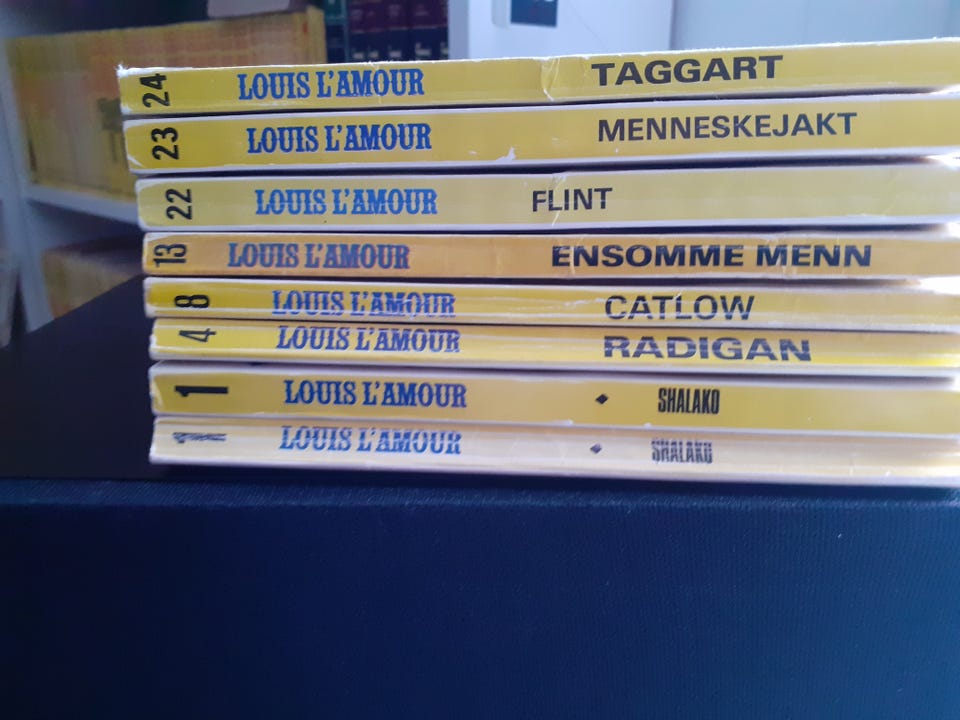 24 LOUIS L'AMOUR TAGGART
23 LOUIS L'AMOUR MENNESKEJAKT
22 LOUIS L'AMOUR FLINT
13 LOUIS L'AMOUR ENSOMME MENN
8 LOUIS L'AMOUR CATLOW
4 LOUIS L'AMOUR RADIGAN
1 LOUIS L'AMOUR ◆ SHALAKO
1 LOUIS L'AMOUR ◆ SHALAKO